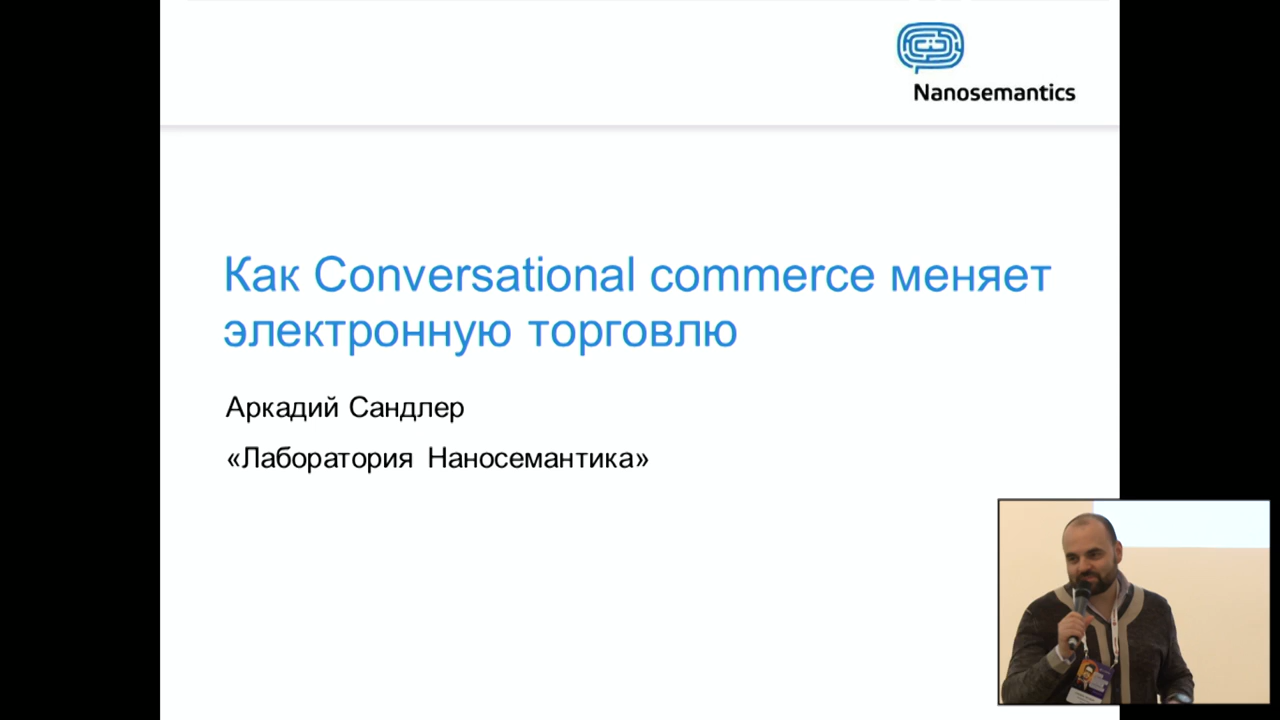 Nanosemantics
Как Conversational commerce меняет
электронную торговлю
Аркадий Сандлер
«Лаборатория Наносемантика»